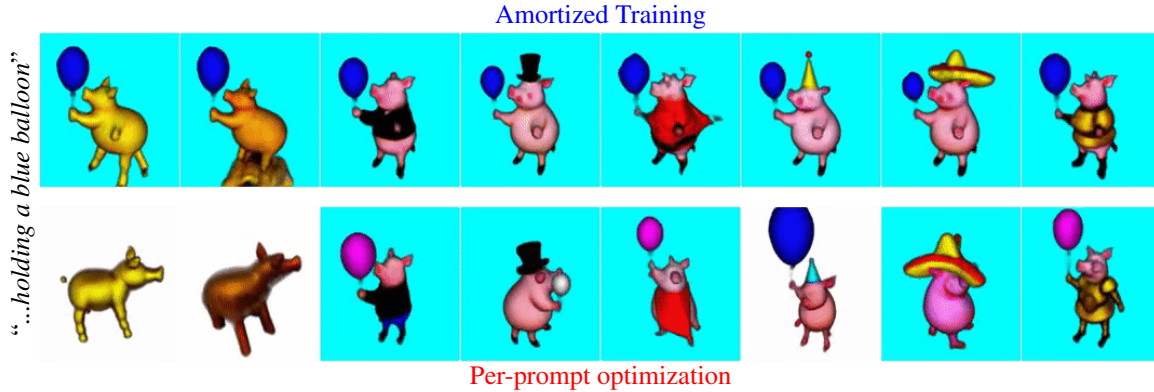 Amortized Training
“...holding a blue balloon”
Per-prompt optimization